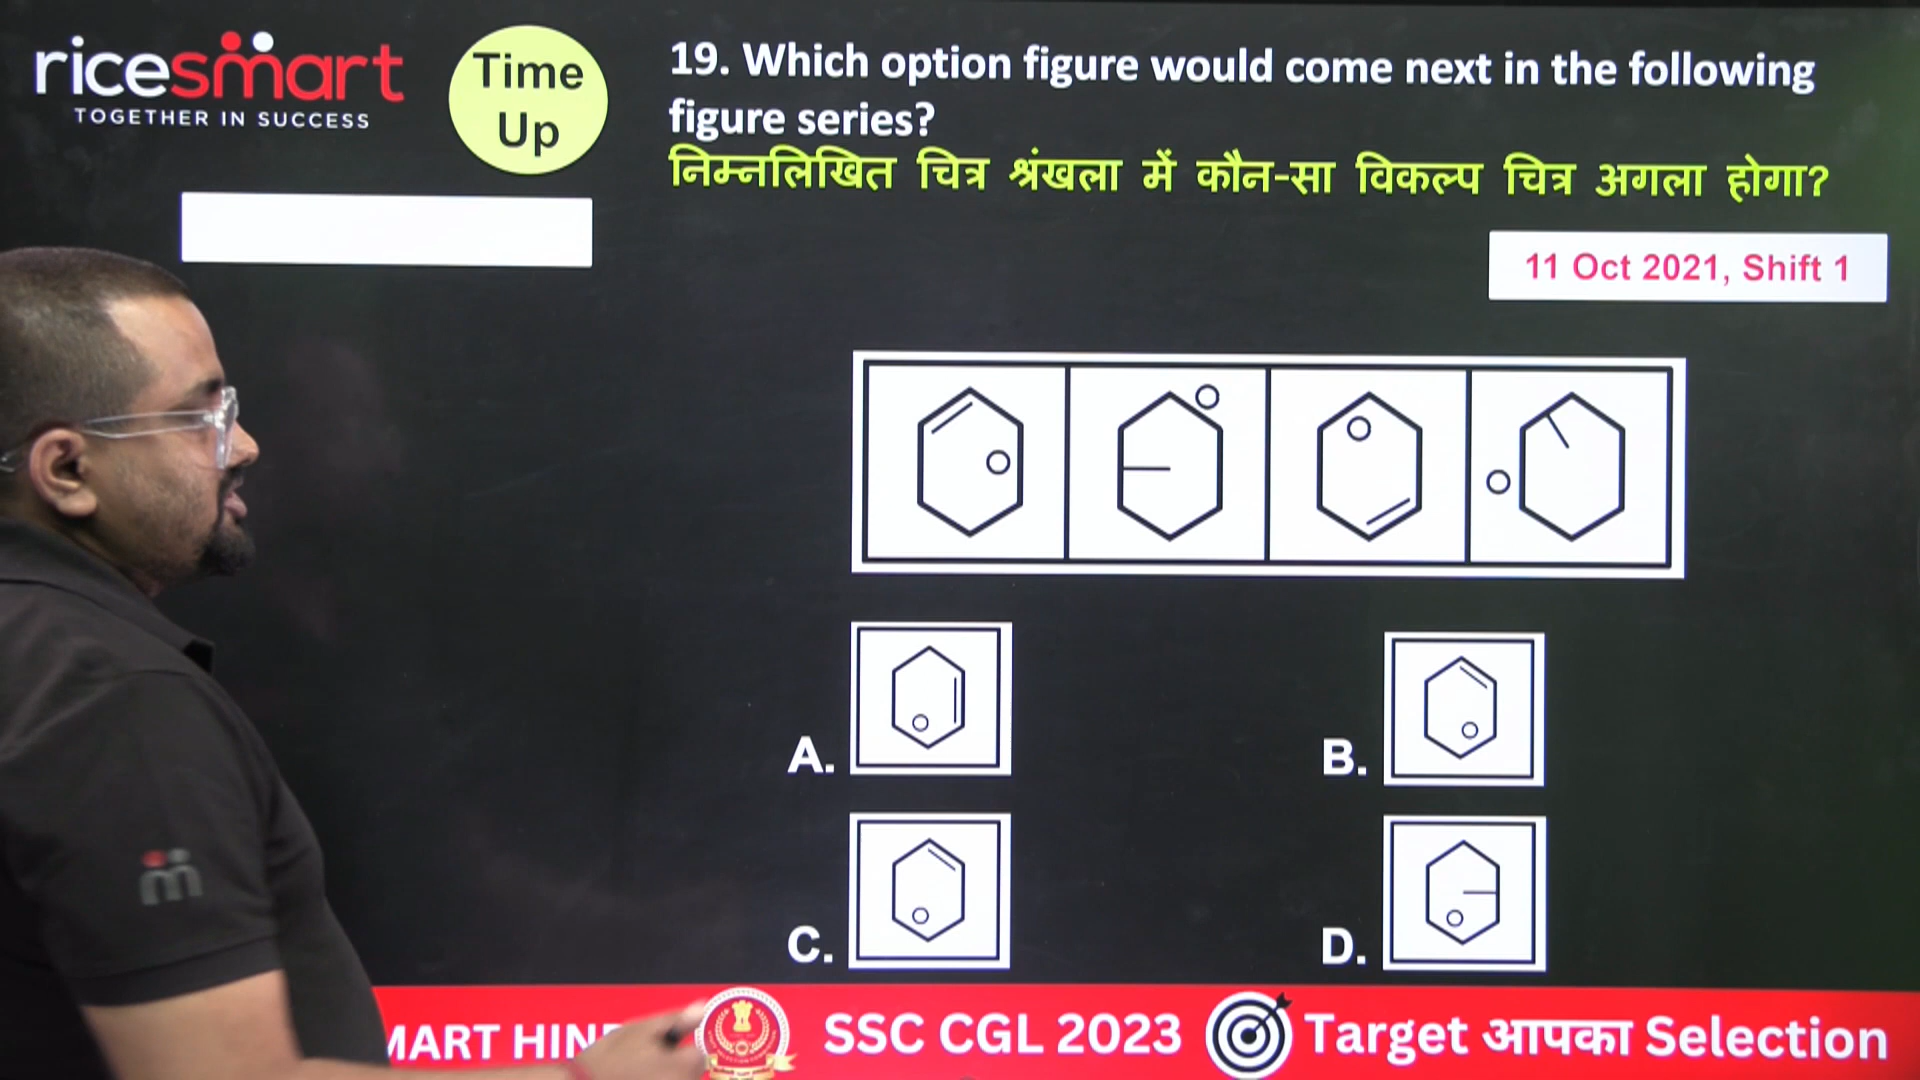 ricesmart
TOGETHER IN SUCCESS
Time
Up
19. Which option figure would come next in the following
figure series?
निम्नलिखित चित्र श्रंखला में कौन-सा विकल्प चित्र अगला होगा?
11 Oct 2021, Shift 1
A.
B.
C.
D.
SSC CGL 2023
Target आपका Selection